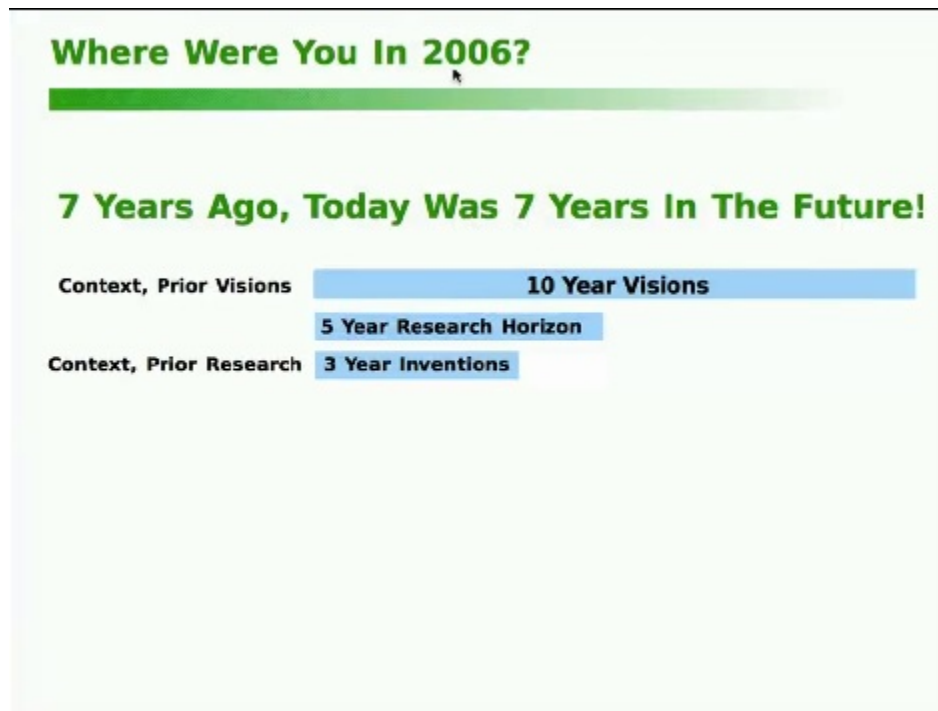 Where Were You In 2006?
7 Years Ago, Today Was 7 Years In The Future!
Context, Prior Visions 10 Year Visions
5 Year Research Horizon
Context, Prior Research 3 Year Inventions